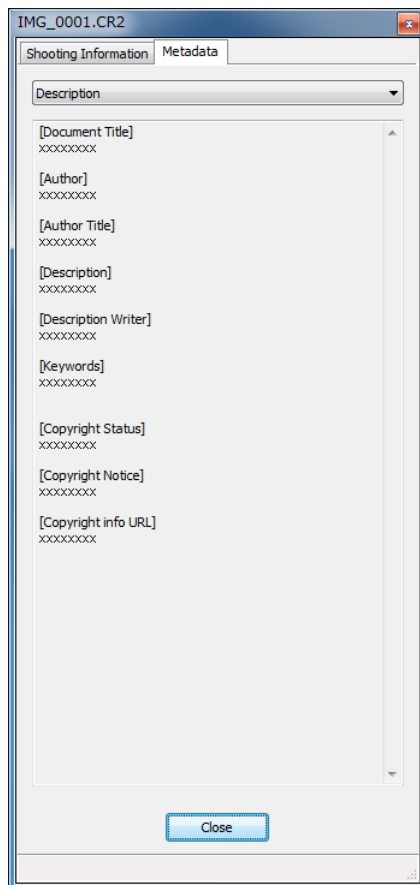 IMG_0001.CR2
Shooting Information Metadata
Description
[Document Title]
xxxxxxxx
[Author]
xxxxxxxx
[Author Title]
xxxxxxxx
[Description]
xxxxxxxx
[Description Writer]
xxxxxxxx
[Keywords]
xxxxxxxx
[Copyright Status]
xxxxxxxx
[Copyright Notice]
xxxxxxxx
[Copyright info URL]
xxxxxxxx
Close